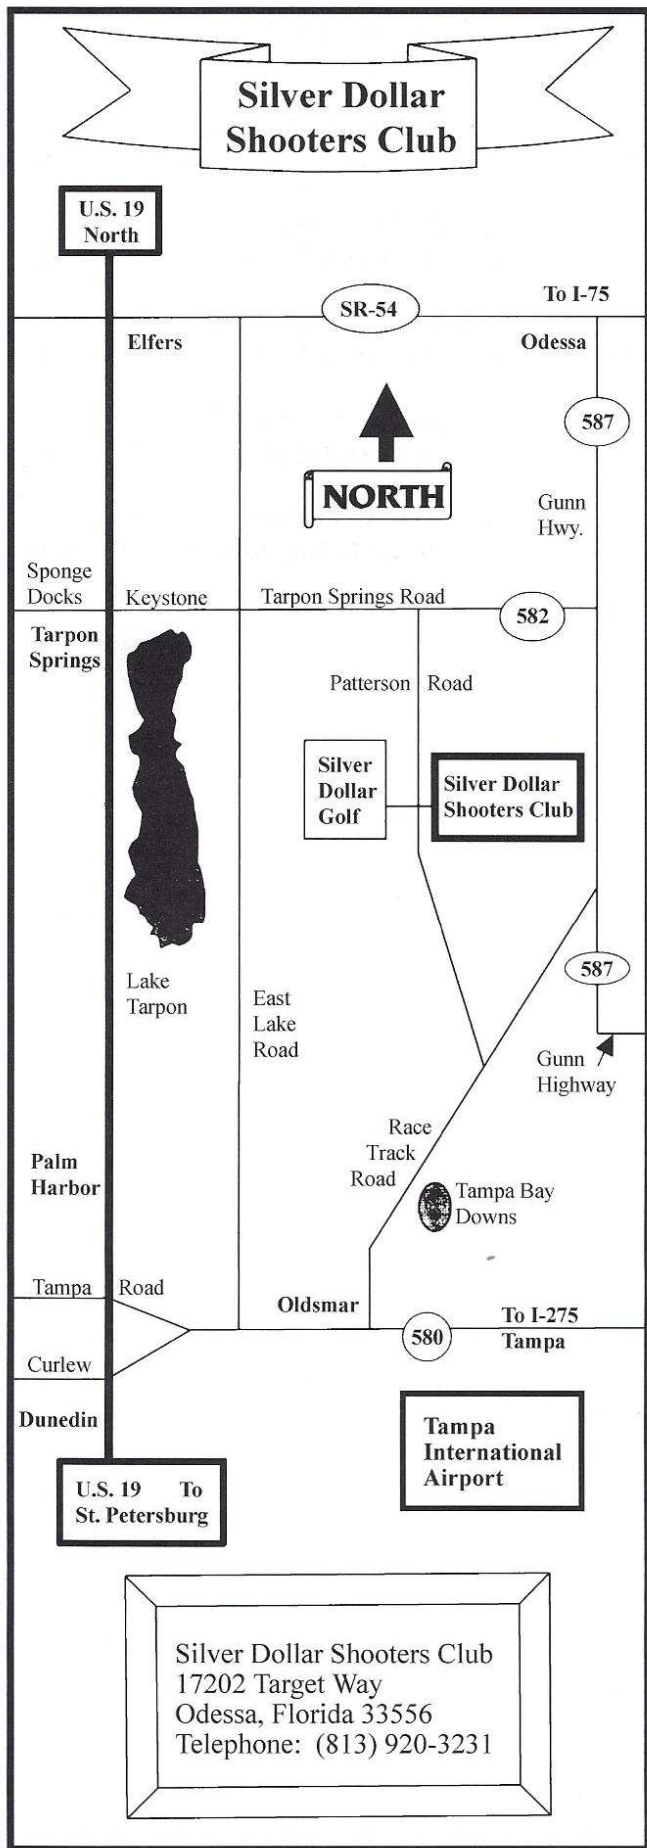 Silver Dollar
Shooters Club
U.S. 19
North
To I-75
SR-54
Elfers
Odessa
587
NORTH
Gunn
Hwy.
Sponge
Docks
Keystone
Tarpon Springs Road
582
Tarpon
Springs
Patterson Road
Silver
Dollar
Golf
Silver Dollar
Shooters Club
587
Lake
Tarpon
East
Lake
Road
Gunn
Highway
Race
Track
Road
Palm
Harbor
Tampa Bay
Downs
Tampa Road
Oldsmar
To I-275
580
Tampa
Curlew
Dunedin
Tampa
International
Airport
U.S. 19 To
St. Petersburg
Silver Dollar Shooters Club
17202 Target Way
Odessa, Florida 33556
Telephone: (813) 920-3231